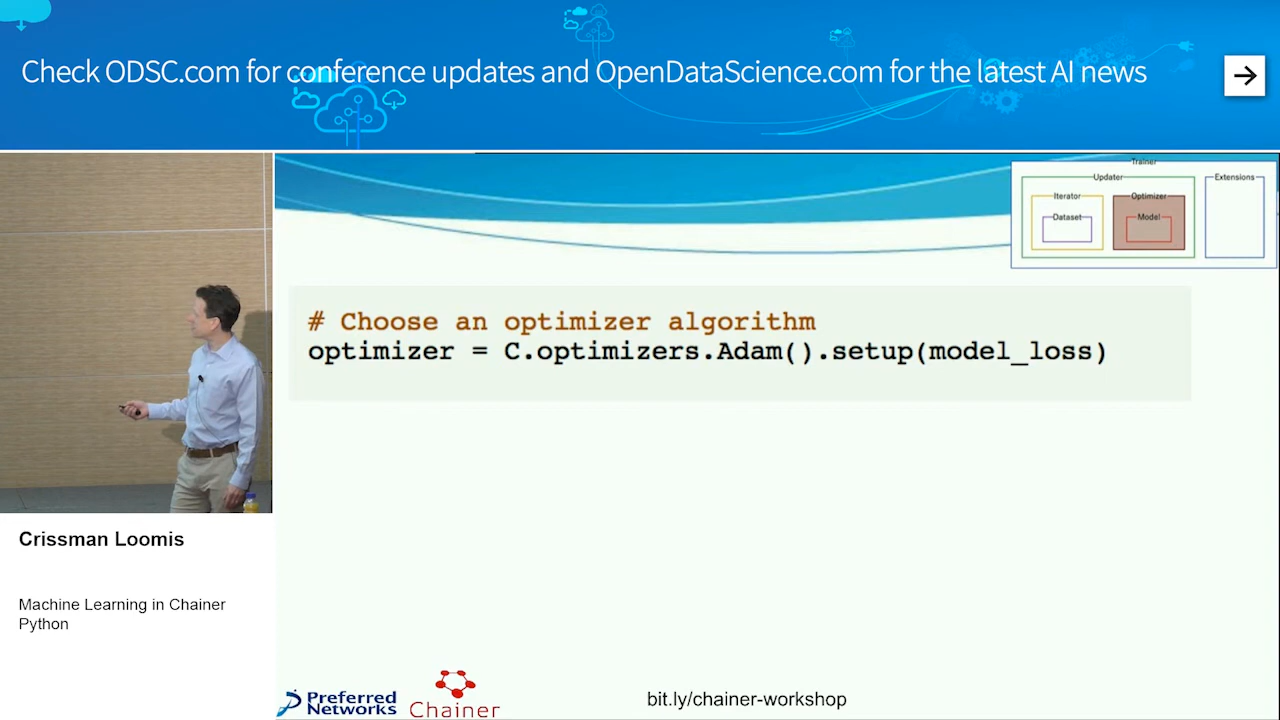 Check ODSC.com for conference updates and OpenDataScience.com for the latest AI news
Trainer
Updater
Extensions
Iterator
Optimizer
Dataset
Model
# Choose an optimizer algorithm
optimizer = C.optimizers.Adam().setup(model_loss)
Crissman Loomis
Machine Learning in Chainer
Python
Preferred
Networks
Chainer
bit.ly/chainer-workshop